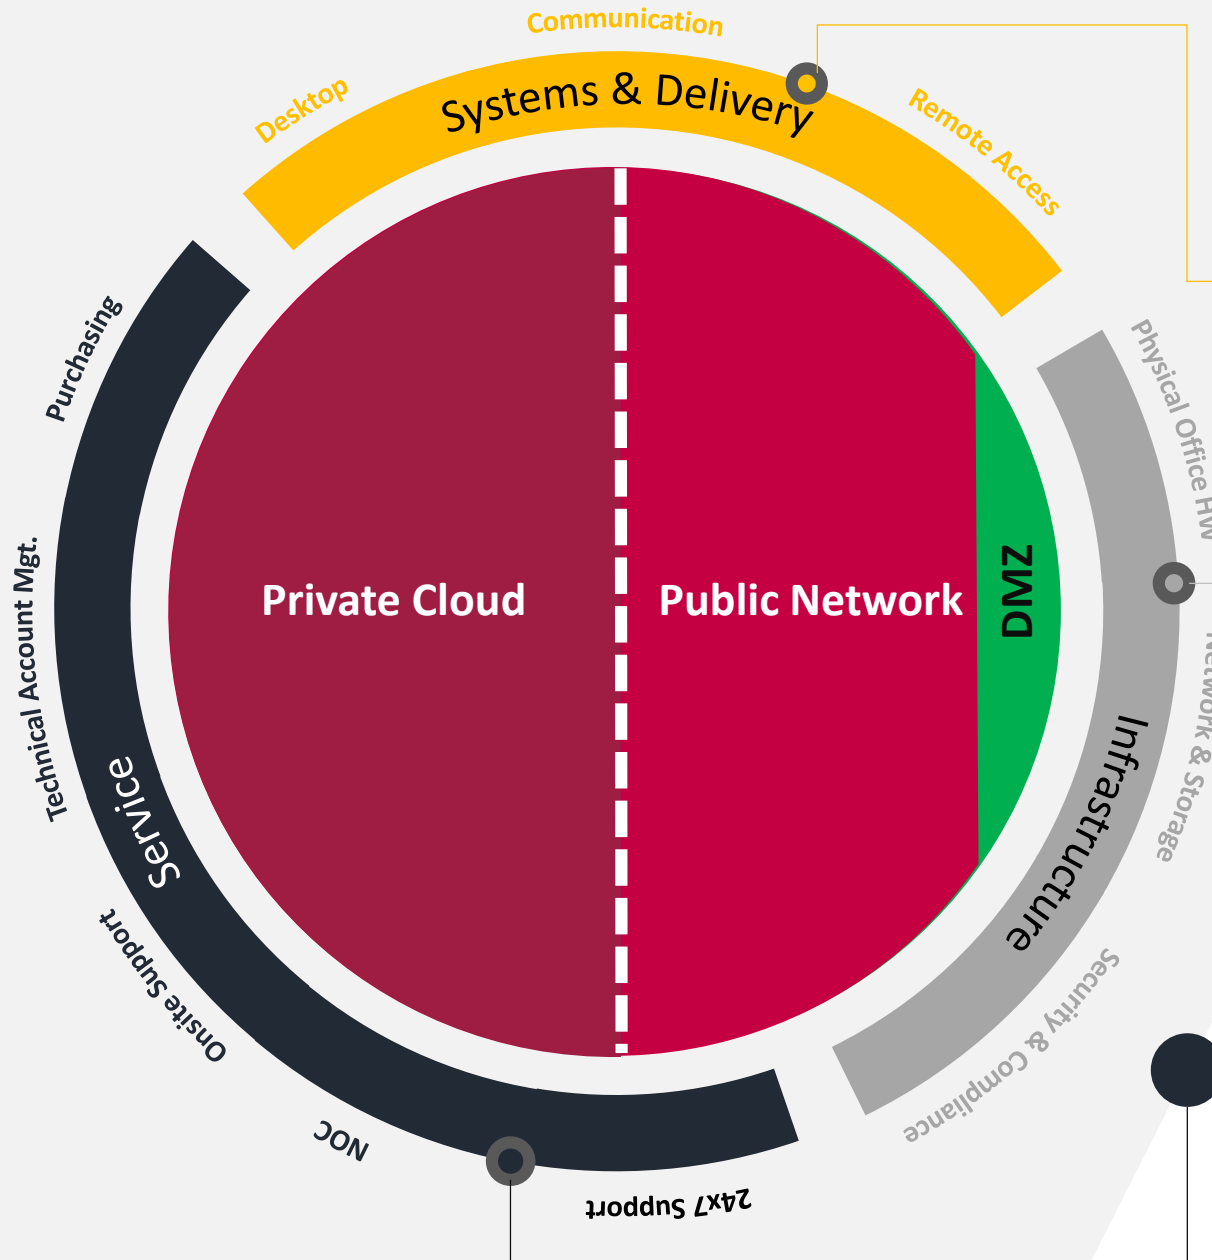 Communication
Desktop
Systems & Delivery
Remote Access
Purchasing
Physical Office HW
Technical Account Mgt.
Private Cloud
Public Network
DMZ
Network & Storage
Infrastructure
Service
Onsite Support
Security & Compliance
NOC
24x7 Support